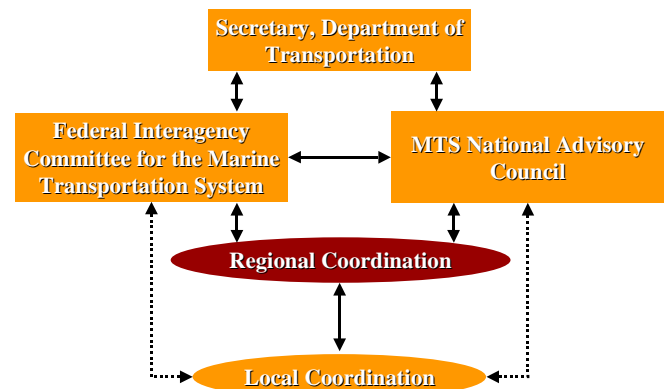 Secretary, Department of
Transportation
Federal Interagency
Committee for the Marine
Transportation System
MTS National Advisory
Council
Regional Coordination
Local Coordination